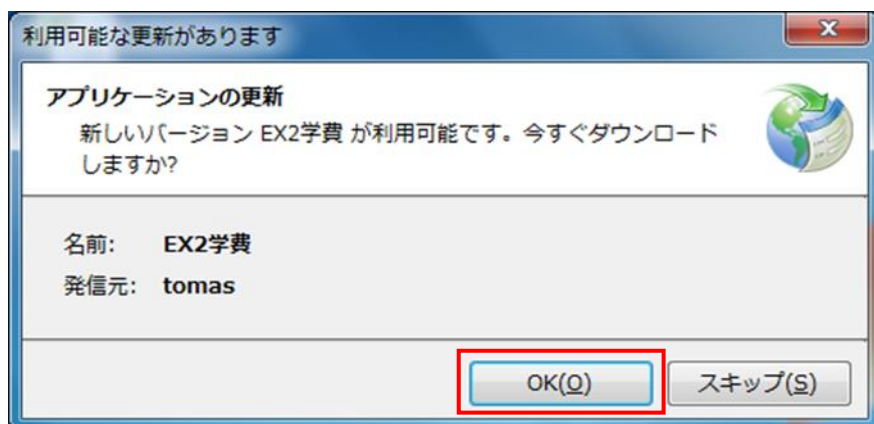 利用可能な更新があります
アプリケーションの更新
新しいバージョン EX2学費 が利用可能です。今すぐダウンロード
しますか?
名前: EX2学費
発信元: tomas
OK(O) スキップ(S)